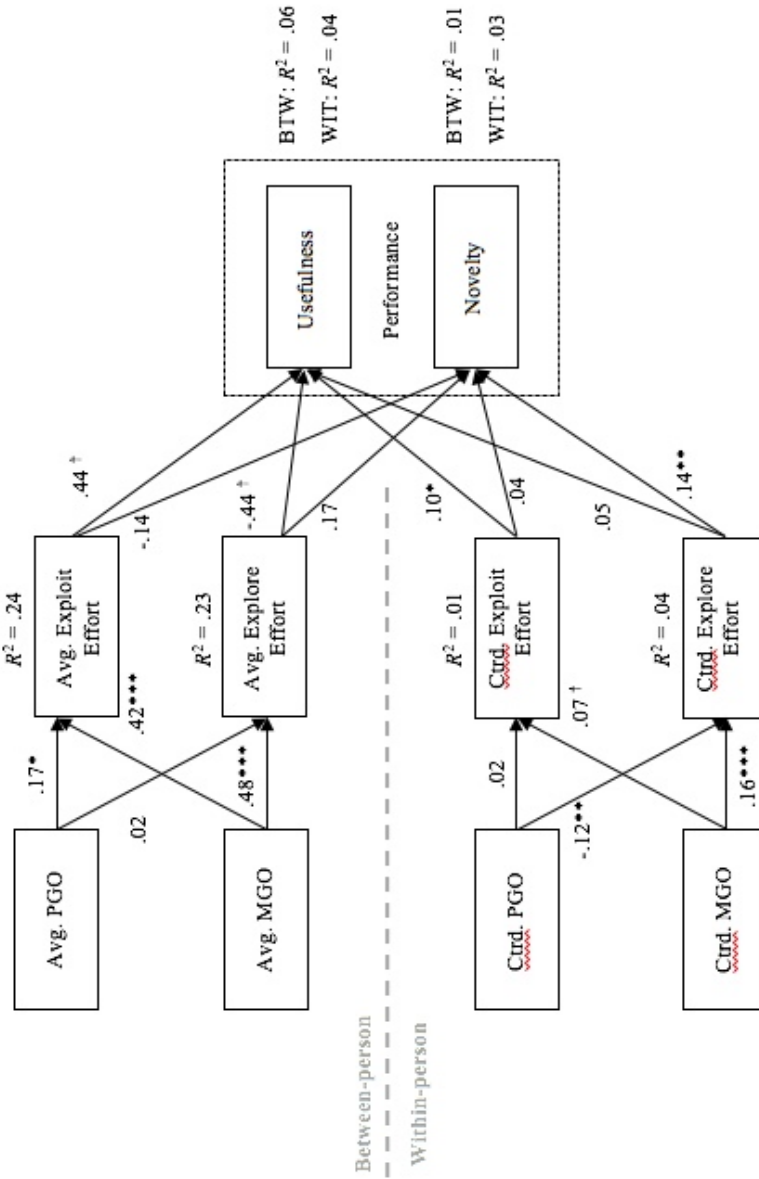 R² = .24
Avg. PGO
.17*
Avg. Exploit
Effort
.44 †
.42***
-.14
.02
R² = .23
Avg. MGO
.48***
Avg. Explore
Effort
-.44 †
.17
Usefulness
Performance
Novelty
BTW: R² = .06
WIT: R² = .04
BTW: R² = .01
WIT: R² = .03
Between-person
Within-person
R² = .01
Ctrd. PGO
.02
Ctrd. Exploit
Effort
.10*
.04
-.12**
.07 †
.05
R² = .04
Ctrd. MGO
.16***
Ctrd. Explore
Effort
.14**